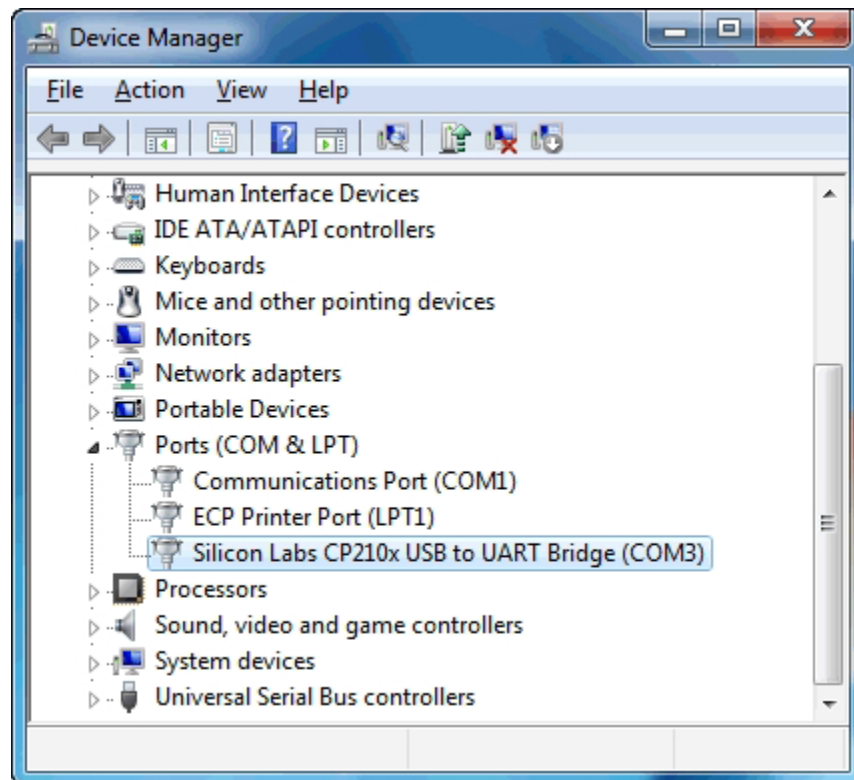 Device Manager
File Action View Help
Human Interface Devices
IDE ATA/ATAPI controllers
Keyboards
Mice and other pointing devices
Monitors
Network adapters
Portable Devices
Ports (COM & LPT)
Communications Port (COM1)
ECP Printer Port (LPT1)
Silicon Labs CP210x USB to UART Bridge (COM3)
Processors
Sound, video and game controllers
System devices
Universal Serial Bus controllers